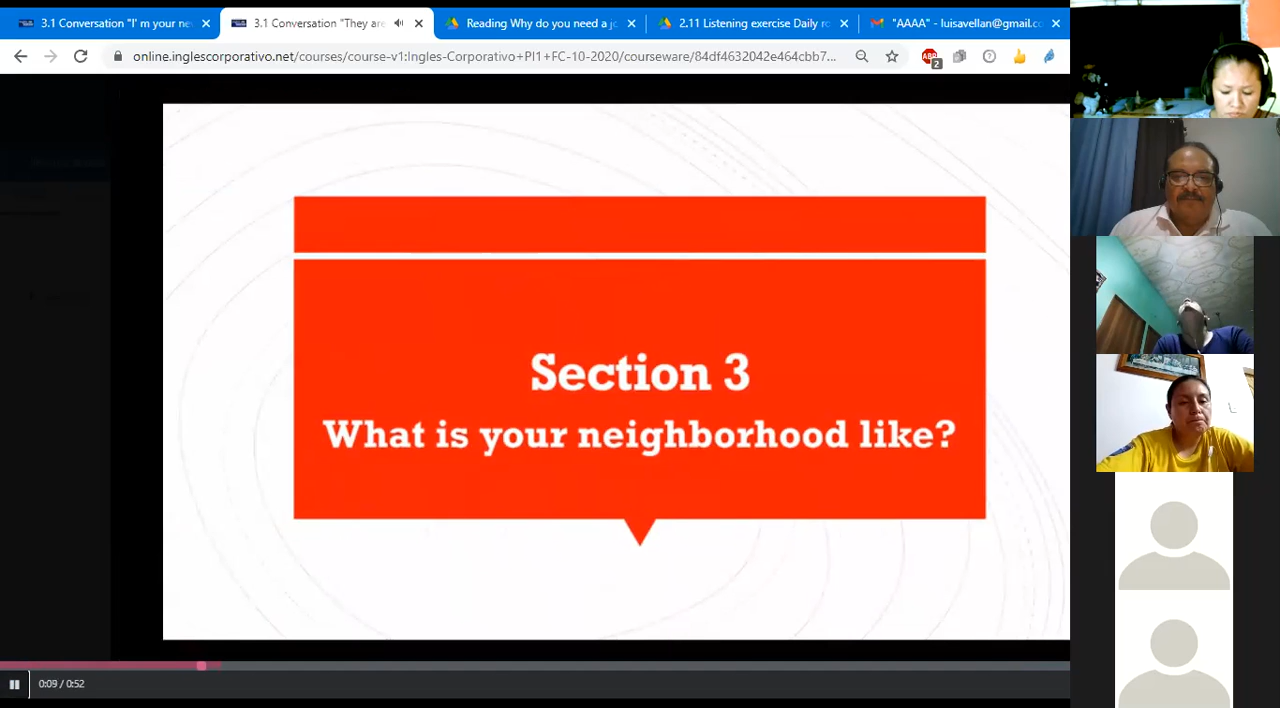 3.1 Conversation "I' m your ne
3.1 Conversation "They are
Reading Why do you need a jo
2.11 Listening exercise Daily ro
"AAAA" - luisavellan@gmail.co
online.inglescorporativo.net/courses/course-v1:Ingles-Corporativo+PI1+FC-10-2020/courseware/84df4632042e464cbb7...
ABP
2
Section 3
What is your neighborhood like?
0:09 / 0:52